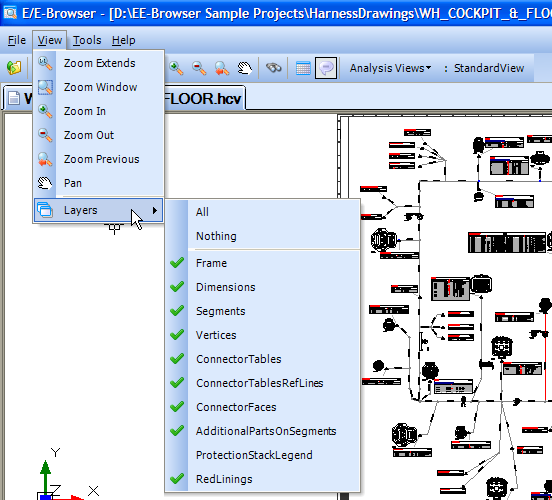 E/E-Browser - [D:\EE-Browser Sample Projects\HarnessDrawings\WH_COCKPIT_&_FLO
File View Tools Help
Analysis Views : StandardView
W FLOOR.hcv
Zoom Extends
Zoom Window
Zoom In
Zoom Out
Zoom Previous
Pan
Layers
All
Nothing
Frame
Dimensions
Segments
Vertices
ConnectorTables
ConnectorTablesRefLines
ConnectorFaces
AdditionalPartsOnSegments
ProtectionStackLegend
RedLinings
Y
Z
X